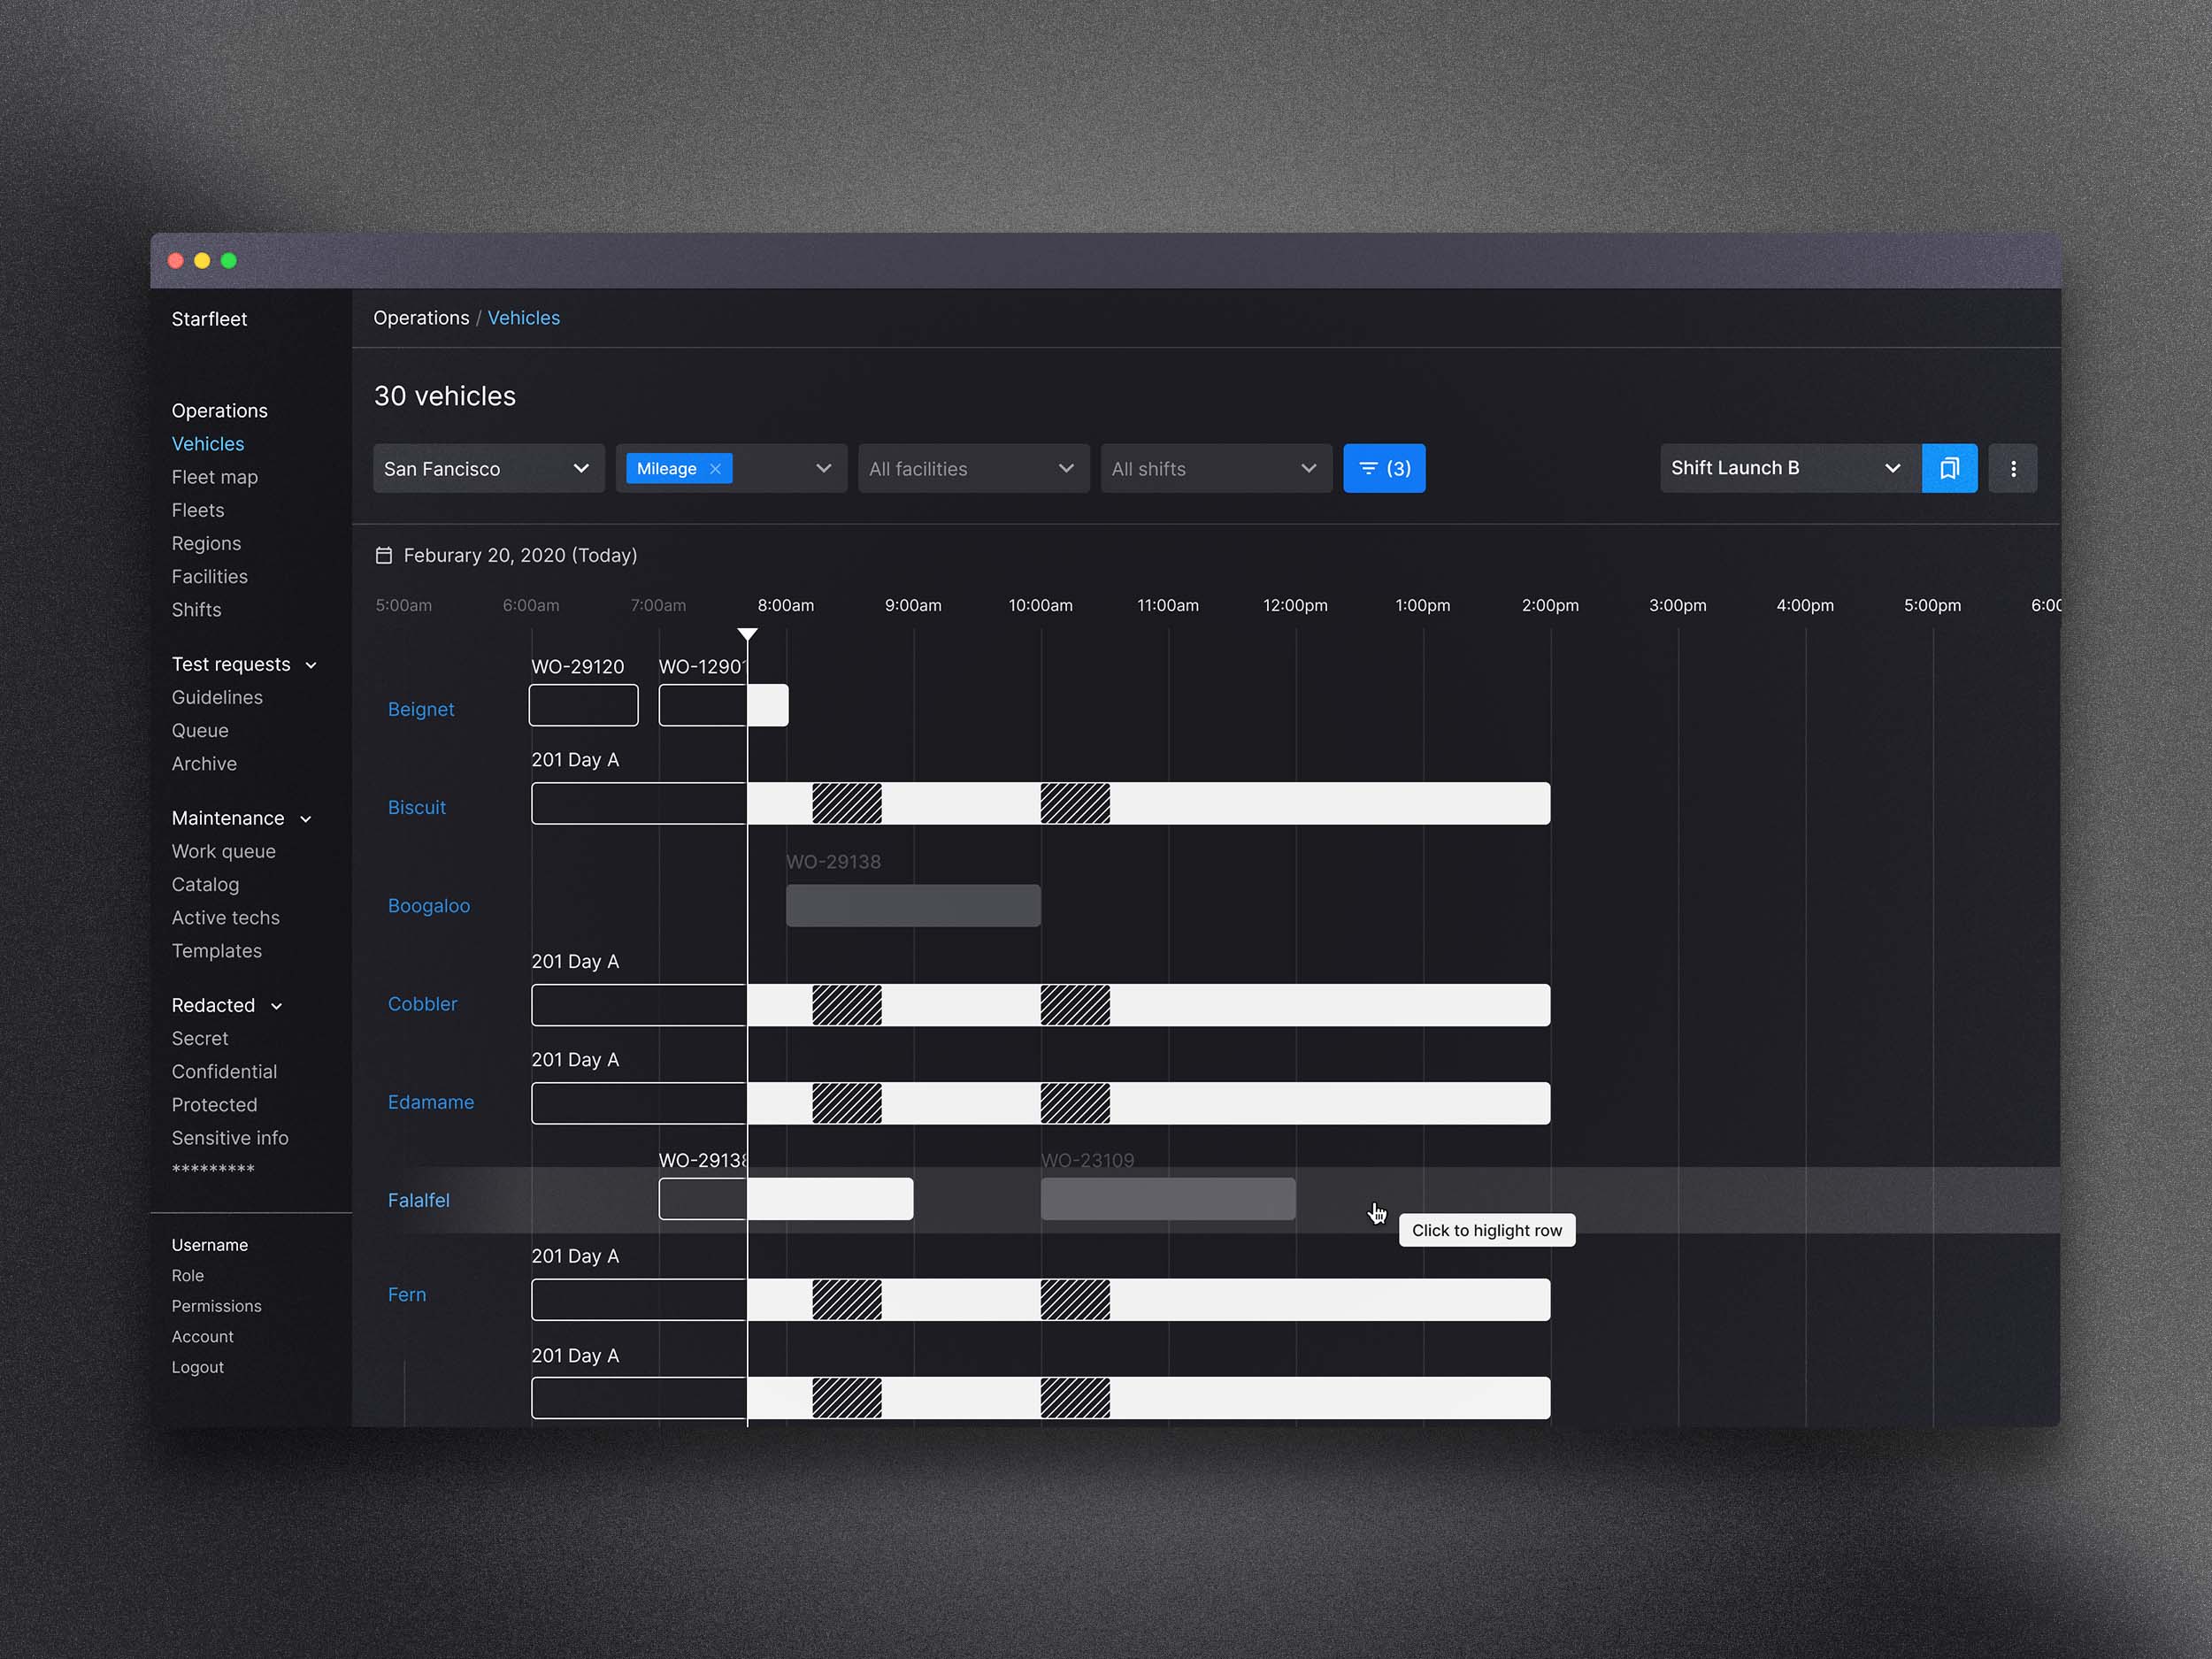 Starfleet
Operations / Vehicles
30 vehicles
Operations
Vehicles
Fleet map
Fleets
Regions
Facilities
Shifts
Test requests
Guidelines
Queue
Archive
Maintenance
Work queue
Catalog
Active techs
Templates
Redacted
Secret
Confidential
Protected
Sensitive info
*********
Username
Role
Permissions
Account
Logout
San Fancisco
Mileage
All facilities
All shifts
(3)
Shift Launch B
Feburary 20, 2020 (Today)
5:00am 6:00am 7:00am 8:00am 9:00am 10:00am 11:00am 12:00pm 1:00pm 2:00pm 3:00pm 4:00pm 5:00pm 6:00
WO-29120 WO-1290
Beignet
201 Day A
Biscuit
WO-29138
Boogaloo
201 Day A
Cobbler
201 Day A
Edamame
WO-29138 WO-23109
Falalfel
Click to higlight row
201 Day A
Fern
201 Day A